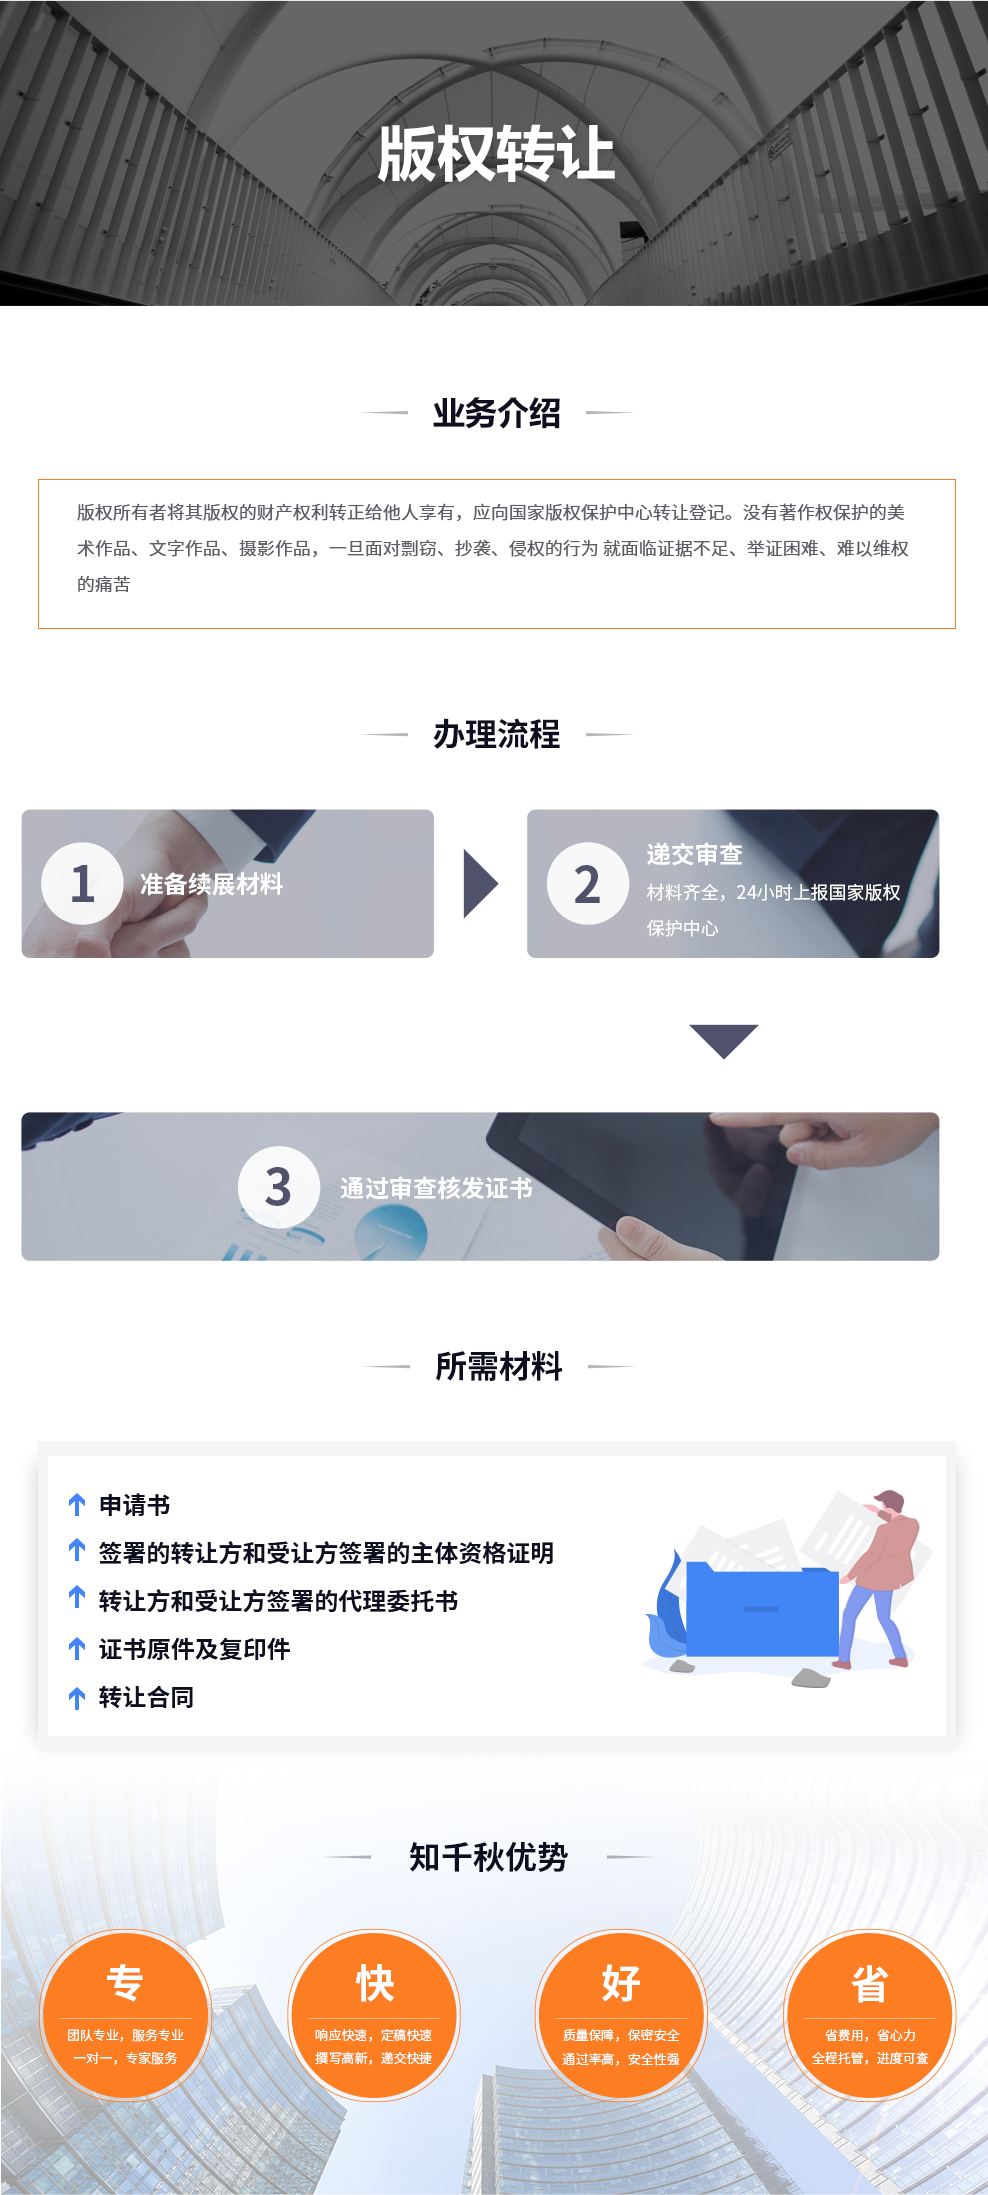 版权转让
业务介绍
版权所有者将其版权的财产权利转正给他人享有，应向国家版权保护中心转让登记。没有著作权保护的美
术作品、文字作品、摄影作品，一旦面对剽窃、抄袭、侵权的行为 就面临证据不足、举证困难、难以维权
的痛苦
办理流程
1
准备续展材料
2
递交审查
材料齐全，24小时上报国家版权
保护中心
3
通过审查核发证书
所需材料
申请书
签署的转让方和受让方签署的主体资格证明
转让方和受让方签署的代理委托书
证书原件及复印件
转让合同
知千秋优势
专
团队专业，服务专业
一对一，专家服务
快
响应快速，定稿快速
撰写高新，递交快捷
好
质量保障，保密安全
通过率高，安全性强
省
省费用，省心力
全程托管，进度可查